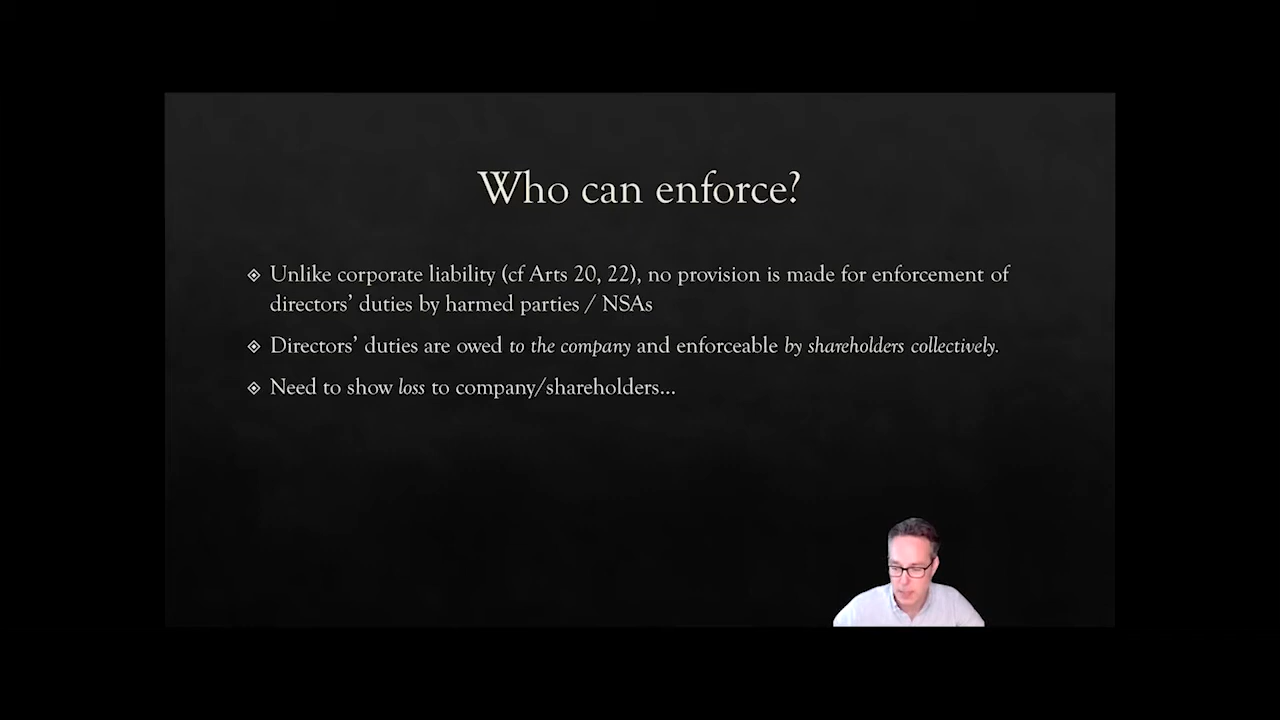 Who can enforce?
Unlike corporate liability (cf Arts 20, 22), no provision is made for enforcement of
directors' duties by harmed parties / NSAs
Directors' duties are owed to the company and enforceable by shareholders collectively.
Need to show loss to company/shareholders...